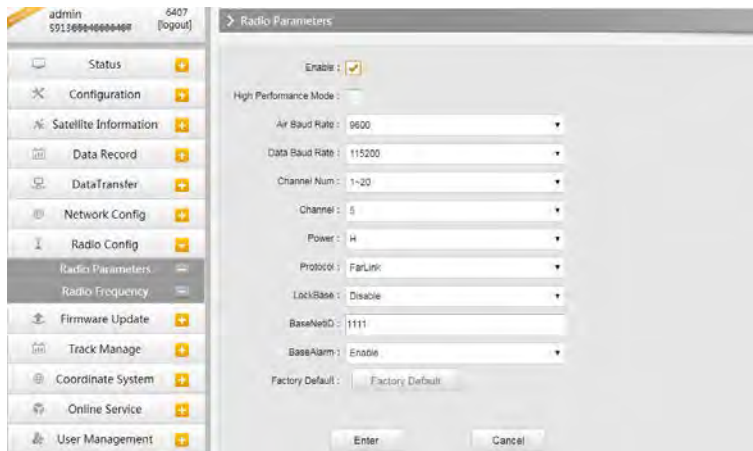 admin
6407
[logout]
Radio Parameters
Status
Configuration
Satellite Information
Data Record
DataTransfer
Network Config
Radio Config
Radio Parameters
Radio Frequency
Firmware Update
Track Manage
Coordinate System
Online Service
User Management
Enable :
High Performance Mode :
Air Baud Rate : 9600
Data Baud Rate : 115200
Channel Num : 1~20
Channel : 5
Power : H
Protocol : FarLink
LockBase : Disable
BaseNetID : 1111
BaseAlarm : Enable
Factory Default : Factory Default
Enter Cancel